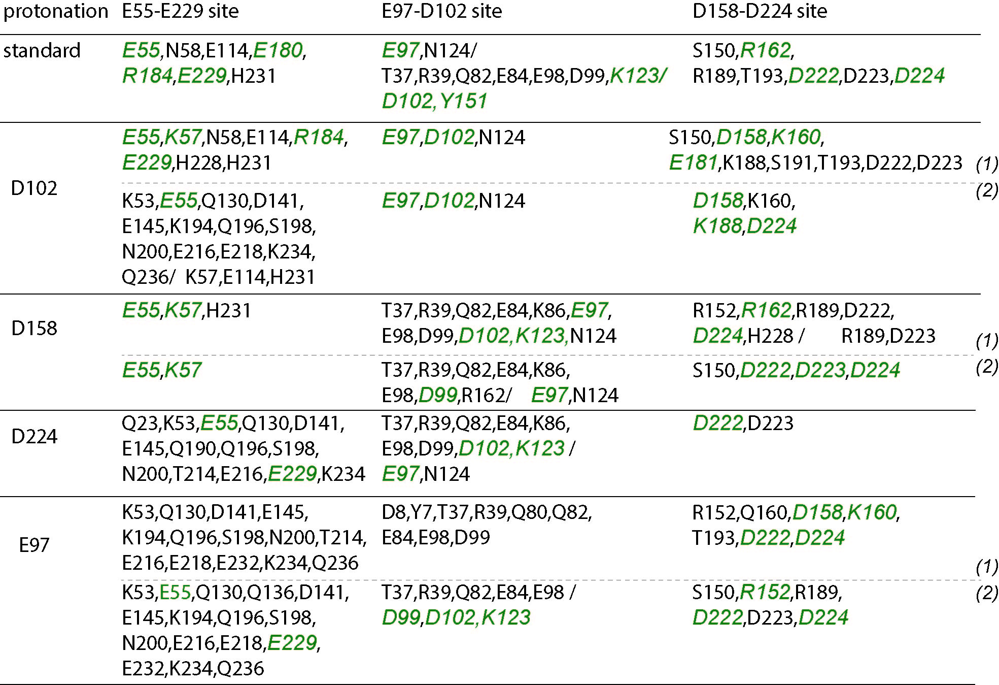 protonation E55-E229 site E97-D102 site D158-D224 site
standard E55,N58,E114,E180, E97,N124/ S150,R162,
R184,E229,H231 T37,R39,Q82,E84,E98,D99,K123/ R189,T193,D222,D223,D224
D102,Y151
E55,K57,N58,E114,R184, E97,D102,N124 S150,D158,K160,
E229,H228,H231 E181,K188,S191,T193,D222,D223 (1)
D102
K53,E55,Q130,D141, E97,D102,N124 D158,K160, (2)
E145,K194,Q196,S198, K188,D224
N200,E216,E218,K234,
Q236/ K57,E114,H231
E55,K57,H231 T37,R39,Q82,E84,K86,E97, R152,R162,R189,D222,
D158 E98,D99,D102,K123,N124 D224,H228 / R189,D223 (1)
E55,K57 T37,R39,Q82,E84,K86, S150,D222,D223,D224 (2)
E98,D99,R162/ E97,N124
Q23,K53,E55,Q130,D141, T37,R39,Q82,E84,K86, D222,D223
D224
E145,Q190,Q196,S198, E98,D99,D102,K123 /
N200,T214,E216,E229,K234 E97,N124
K53,Q130,D141,E145, D8,Y7,T37,R39,Q80,Q82, R152,Q160,D158,K160,
E97 K194,Q196,S198,N200,T214, E84,E98,D99 T193,D222,D224
E216,E218,E232,K234,Q236 (1)
K53,E55,Q130,Q136,D141, T37,R39,Q82,E84,E98 / S150,R152,R189, (2)
E145,K194,Q196,S198, D99,D102,K123 D222,D223,D224
N200,E216,E218,E229,
E232,K234,Q236